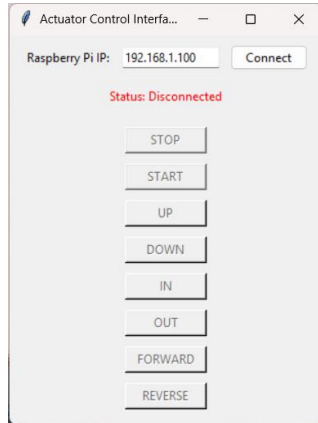 Actuator Control Interfa...
Raspberry Pi IP: 192.168.1.100 Connect
Status: Disconnected
STOP
START
UP
DOWN
IN
OUT
FORWARD
REVERSE